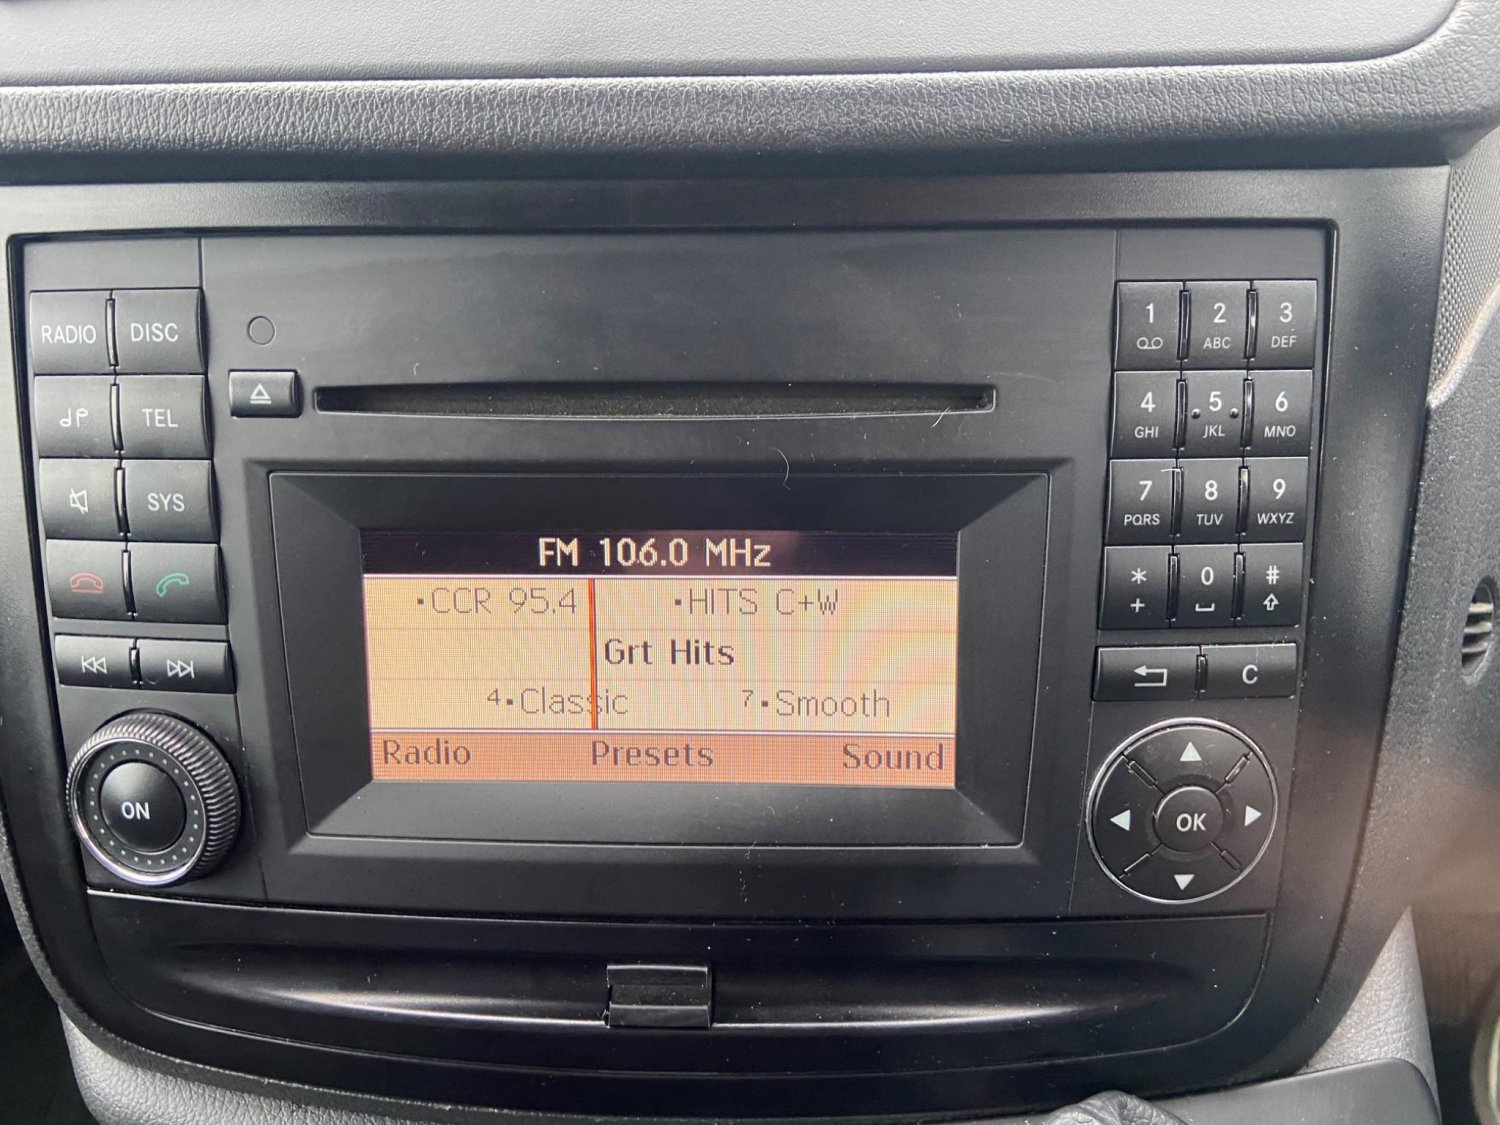 RADIO DISC
TEL
SYS
ON
FM 106.0 MHz
·CCR 95.4 ·HITS C+W
Grt Hits
4·Classic 7·Smooth
Radio Presets Sound
1 2 3
ABC DEF
4 5 6
GHI JKL MNO
7 8 9
PQRS TUV WXYZ
* 0 #
+
C
OK